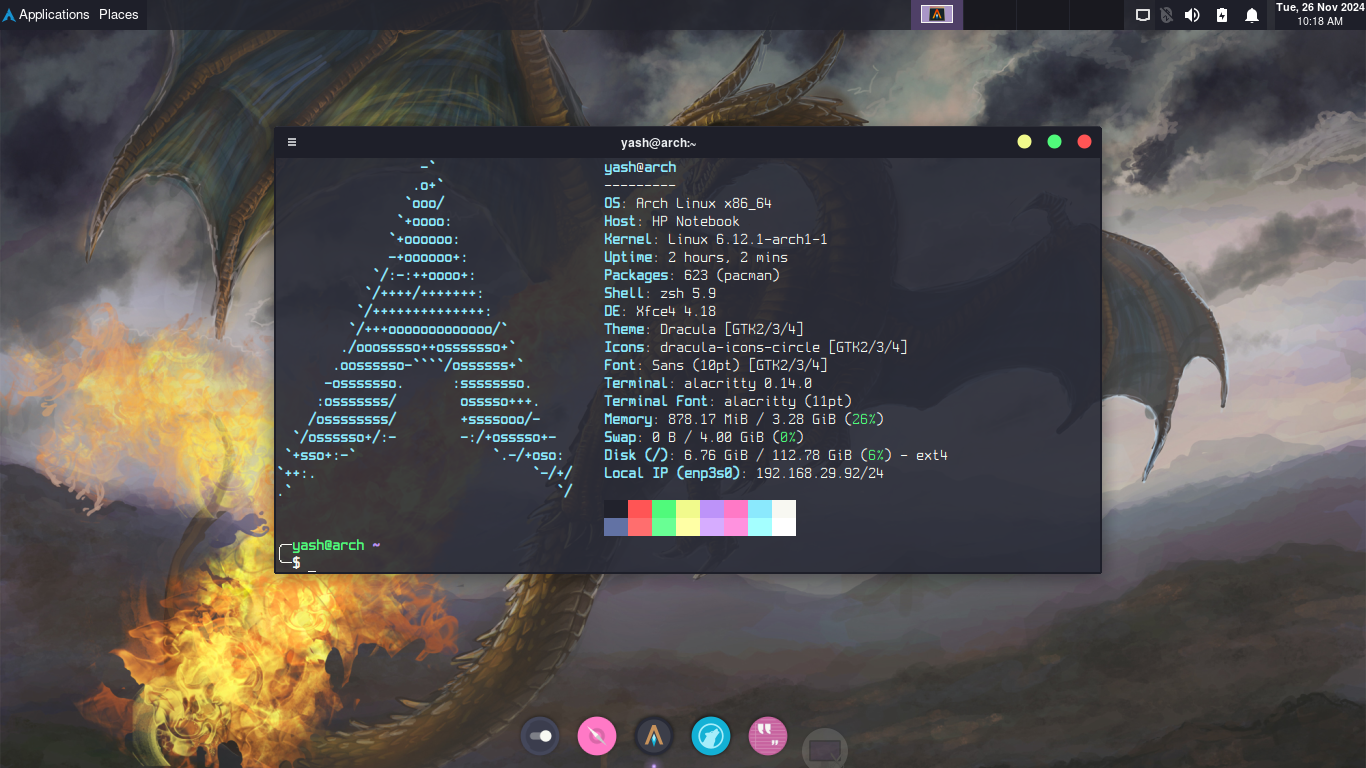 Applications Places
Tue, 26 Nov 2024
10:18 AM
yash@arch:~
yash@arch
---------
OS: Arch Linux x86_64
Host: HP Notebook
Kernel: Linux 6.12.1-arch1-1
Uptime: 2 hours, 2 mins
Packages: 623 (pacman)
Shell: zsh 5.9
DE: Xfce4 4.18
Theme: Dracula [GTK2/3/4]
Icons: dracula-icons-circle [GTK2/3/4]
Font: Sans (10pt) [GTK2/3/4]
Terminal: alacritty 0.14.0
Terminal Font: alacritty (11pt)
Memory: 878.17 MiB / 3.28 GiB (26%)
Swap: 0 B / 4.00 GiB (0%)
Disk (/): 6.76 GiB / 112.78 GiB (6%) - ext4
Local IP (enp3s0): 192.168.29.92/24
yash@arch ~
$ _